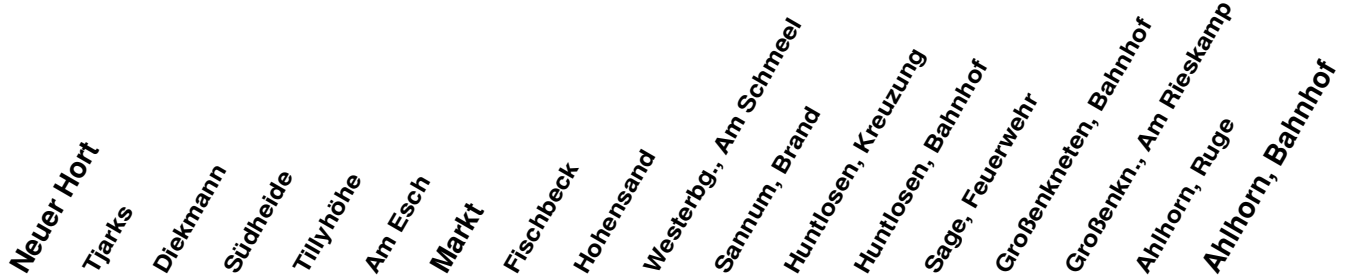 Neuer Hort
Tjarks
Diekmann
Südheide
Tillyhöhe
Am Esch
Markt
Fischbeck
Hohensand
Westerbg., Am Schmeel
Sannum, Brand
Huntlosen, Kreuzung
Huntlosen, Bahnhof
Sage, Feuerwehr
Großenkneten, Bahnhof
Großenkn., Am Rieskamp
Ahlhorn, Ruge
Ahlhorn, Bahnhof